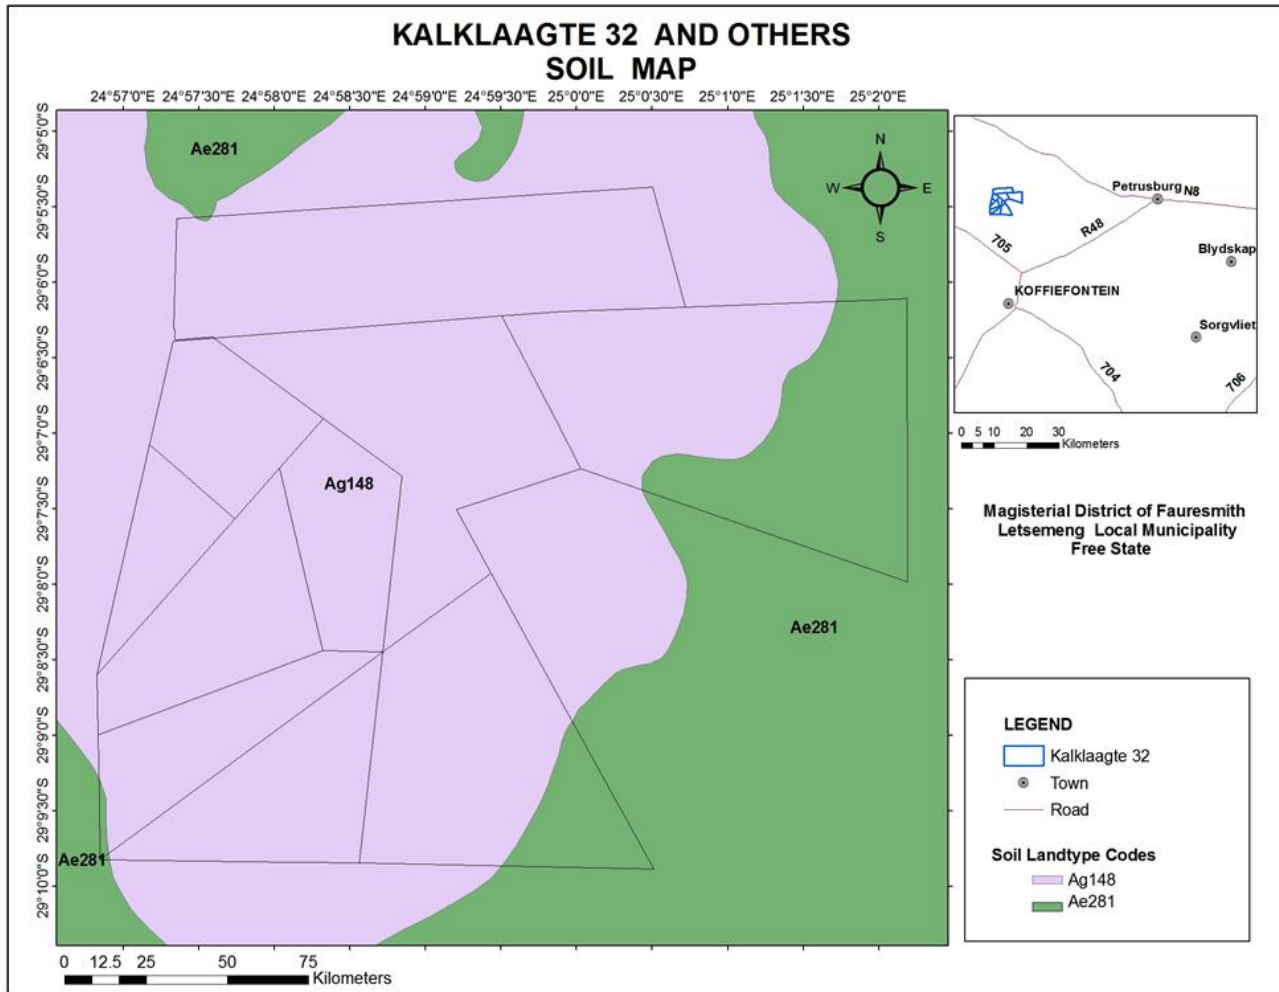 KALKLAAGTE 32 AND OTHERS
SOIL MAP
24°57'0"E 24°57'30"E 24°58'0"E 24°58'30"E 24°59'0"E 24°59'30"E 25°0'0"E 25°0'30"E 25°1'0"E 25°1'30"E 25°2'0"E
29°5'0"S
29°5'30"S
29°6'0"S
29°6'30"S
29°7'0"S
29°7'30"S
29°8'0"S
29°8'30"S
29°9'0"S
29°9'30"S
29°10'0"S
Ae281
N
W E
S
Ag148
Ae281
Ae281
0 12.5 25 50 75
Kilometers
Petrusburg N8
R48
705
Blydskap
KOFFIEFONTEIN
Sorgvliet
704
706
0 5 10 20 30
Kilometers
Magisterial District of Fauresmith
Letsemeng Local Municipality
Free State
LEGEND
Kalklaagte 32
Town
Road
Soil Landtype Codes
Ag148
Ae281